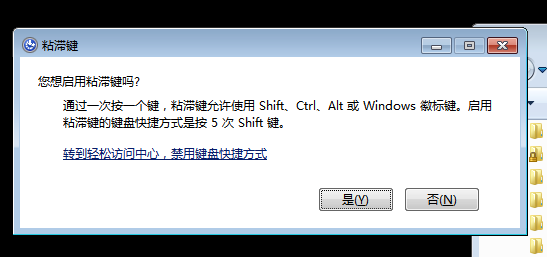 粘滞键
您想启用粘滞键吗?
通过一次按一个键，粘滞键允许使用 Shift、Ctrl、Alt 或 Windows 徽标键。启用
粘滞键的键盘快捷方式是按 5 次 Shift 键。
转到轻松访问中心，禁用键盘快捷方式
是(Y) 否(N)